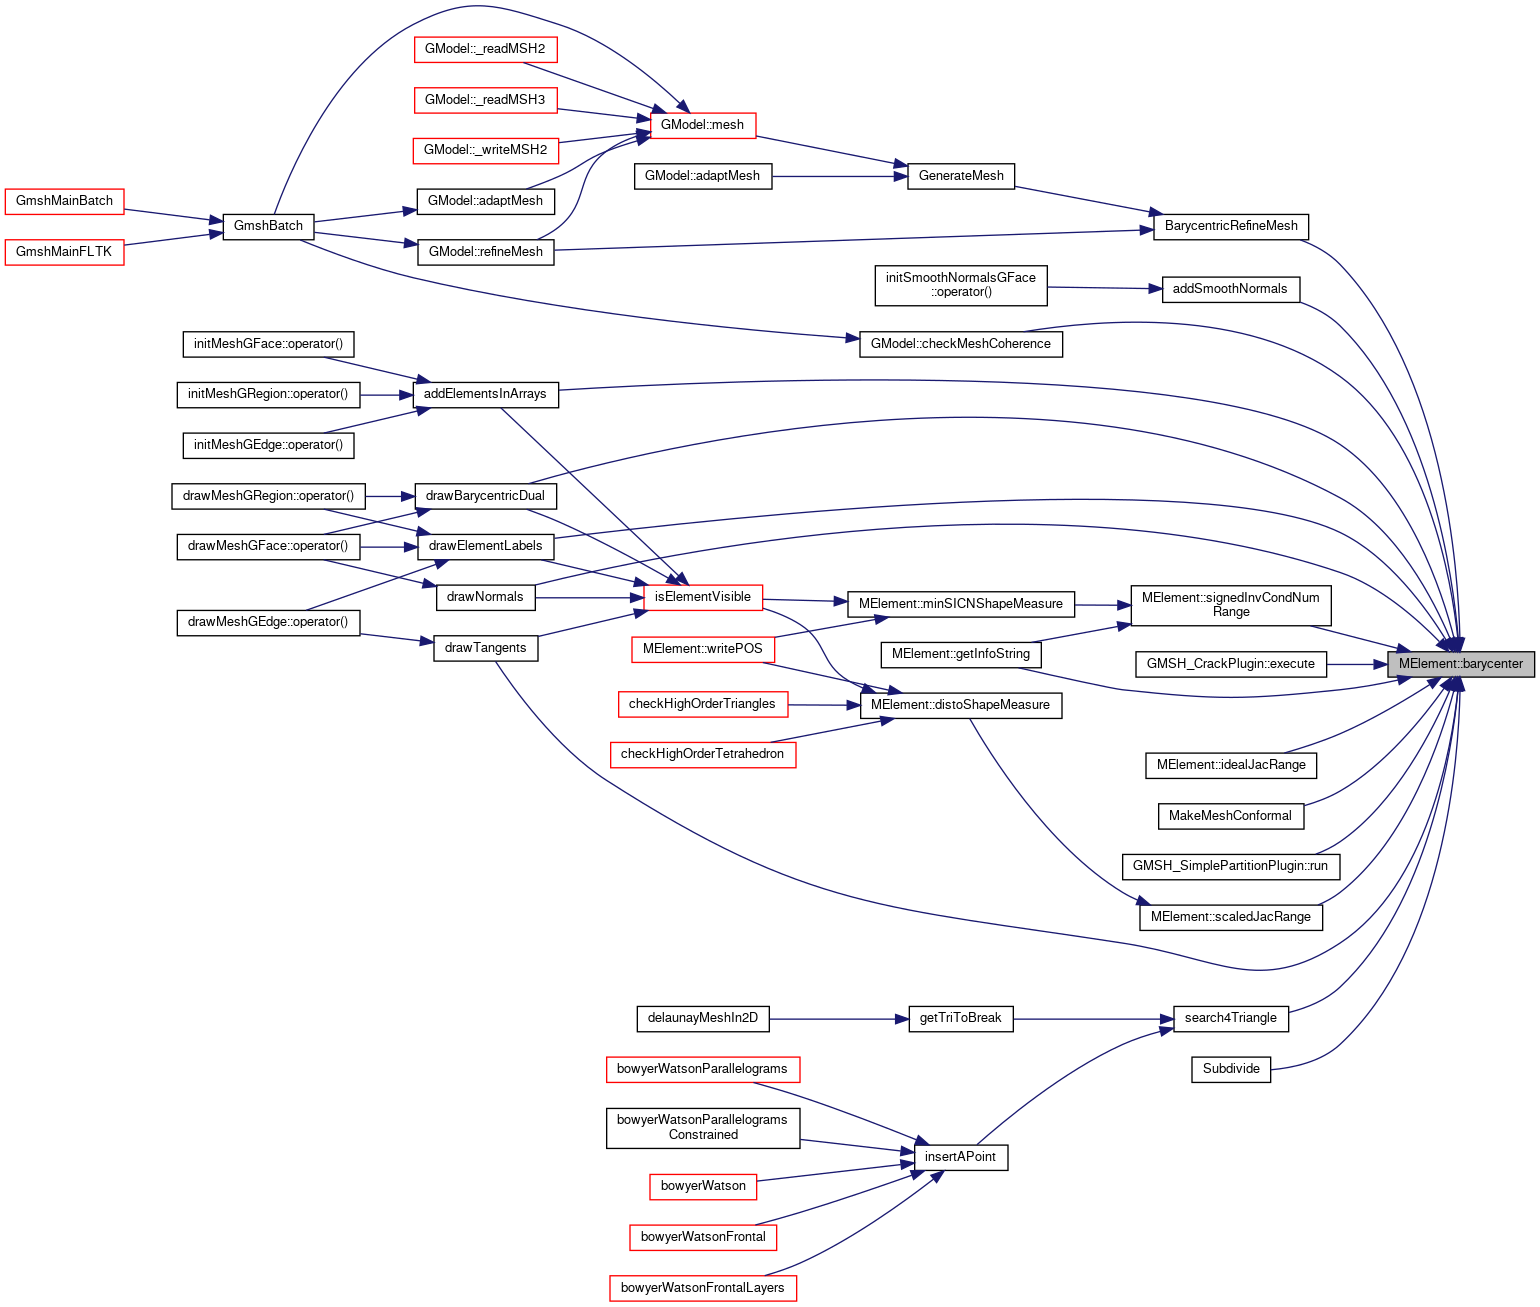 GModel::_readMSH2
GModel::_readMSH3
GModel::mesh
GModel::_writeMSH2
GModel::adaptMesh
GenerateMesh
GmshMainBatch
GModel::adaptMesh
GmshBatch
BarycentricRefineMesh
GmshMainFLTK
GModel::refineMesh
initSmoothNormalsGFace
::operator()
addSmoothNormals
initMeshGFace::operator()
GModel::checkMeshCoherence
initMeshGRegion::operator()
addElementsInArrays
initMeshGEdge::operator()
drawMeshGRegion::operator()
drawBarycentricDual
drawMeshGFace::operator()
drawElementLabels
drawNormals
isElementVisible
MElement::minSICNShapeMeasure
MElement::signedInvCondNum
Range
drawMeshGEdge::operator()
drawTangents
MElement::writePOS
MElement::getInfoString
GMSH_CrackPlugin::execute
MElement::barycenter
checkHighOrderTriangles
MElement::distoShapeMeasure
checkHighOrderTetrahedron
MElement::idealJacRange
MakeMeshConformal
GMSH_SimplePartitionPlugin::run
MElement::scaledJacRange
delaunayMeshIn2D
getTriToBreak
search4Triangle
bowyerWatsonParallelograms
Subdivide
bowyerWatsonParallelograms
Constrained
insertAPoint
bowyerWatson
bowyerWatsonFrontal
bowyerWatsonFrontalLayers